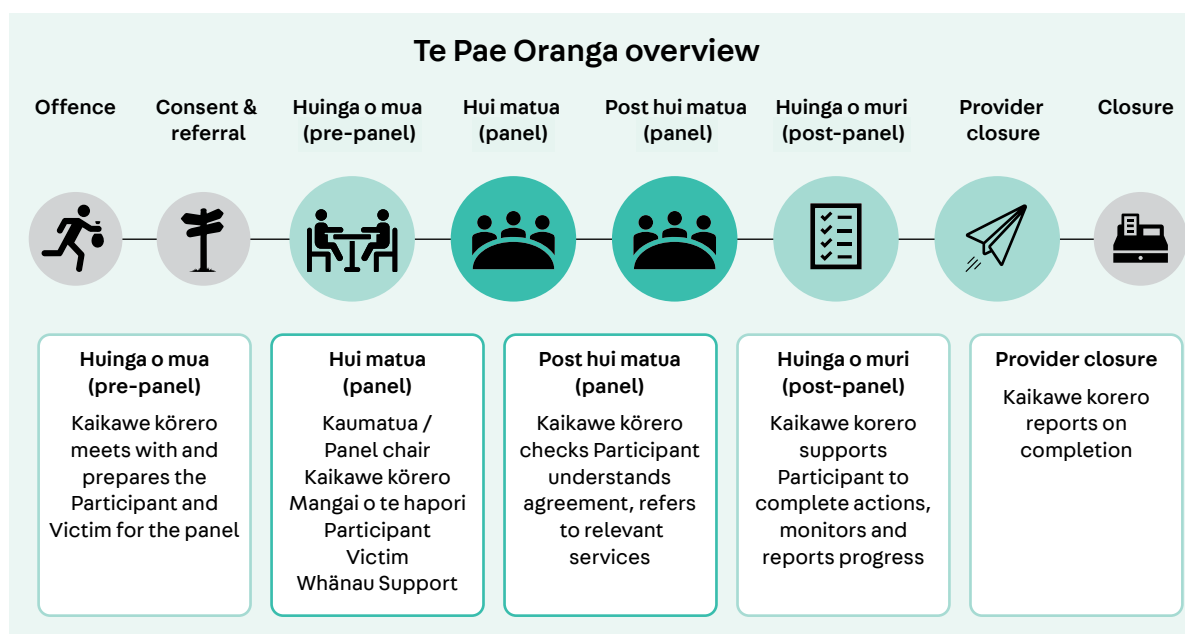 Te Pae Oranga overview
Offence
Consent &
referral
Huinga o mua
(pre-panel)
Hui matua
(panel)
Post hui matua
(panel)
Huinga o muri
(post-panel)
Provider
closure
Closure
Huinga o mua
(pre-panel)
Kaikawe körero
meets with and
prepares the
Participant and
Victim for the panel
Hui matua
(panel)
Kaumatua /
Panel chair
Kaikawe körero
Mangai o te hapori
Participant
Victim
Whänau Support
Post hui matua
(panel)
Kaikawe körero
checks Participant
understands
agreement, refers
to relevant
services
Huinga o muri
(post-panel)
Kaikawe korero
supports
Participant to
complete actions,
monitors and
reports progress
Provider closure
Kaikawe korero
reports on
completion